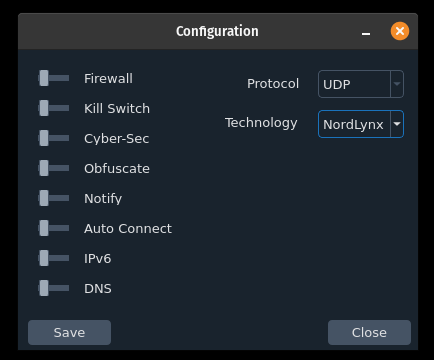 Configuration
Firewall
Kill Switch
Cyber-Sec
Obfuscate
Notify
Auto Connect
IPv6
DNS
Protocol UDP
Technology NordLynx
Save
Close